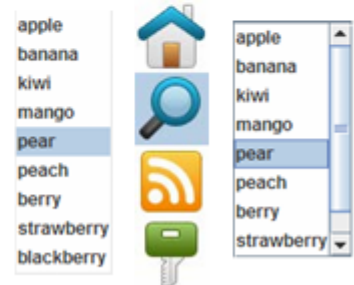 apple
banana
kiwi
mango
pear
peach
berry
strawberry
blackberry
apple
banana
kiwi
mango
pear
peach
berry
strawberry